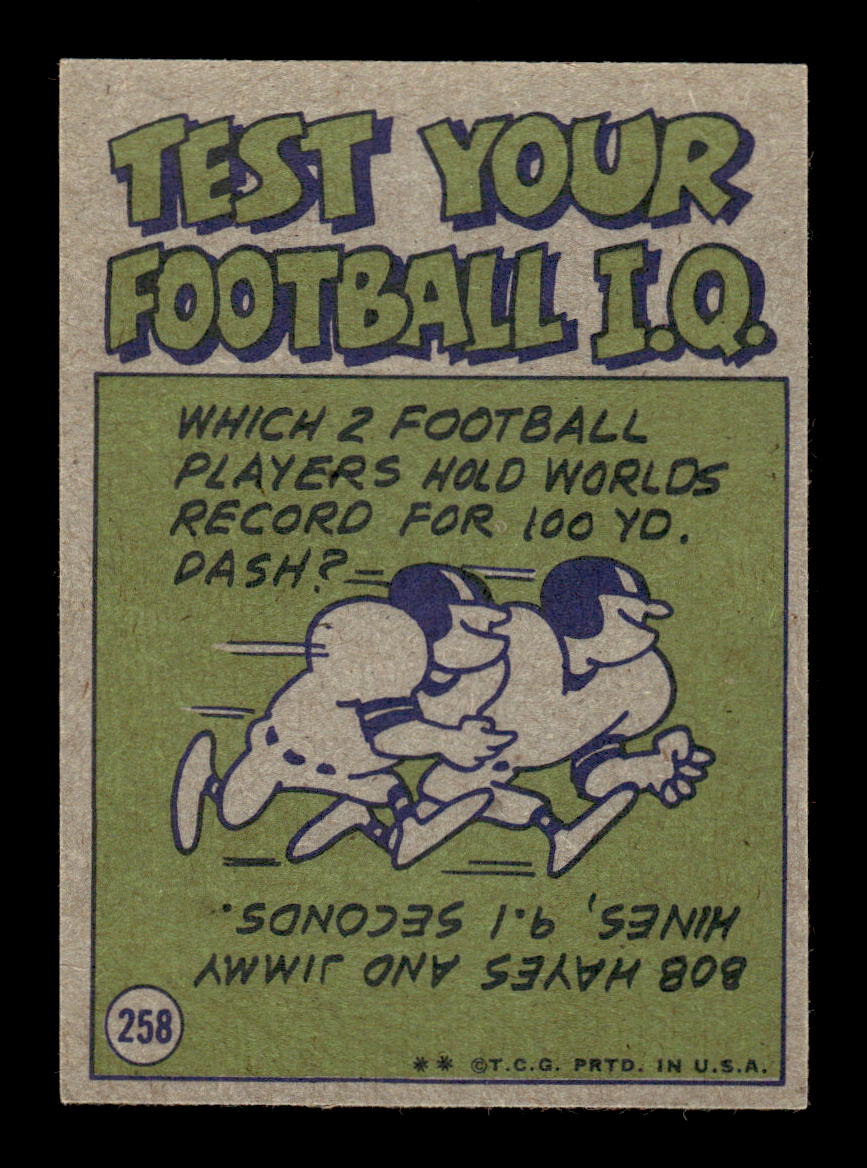 TEST YOUR
FOOTBALL I.Q.
WHICH 2 FOOTBALL
PLAYERS HOLD WORLDS
RECORD FOR 100 YD.
DASH?
BOB HAYES AND JIMMY
HINES, 9.1 SECONDS.
258
** ©T.C.G. PRTD. IN U.S.A.